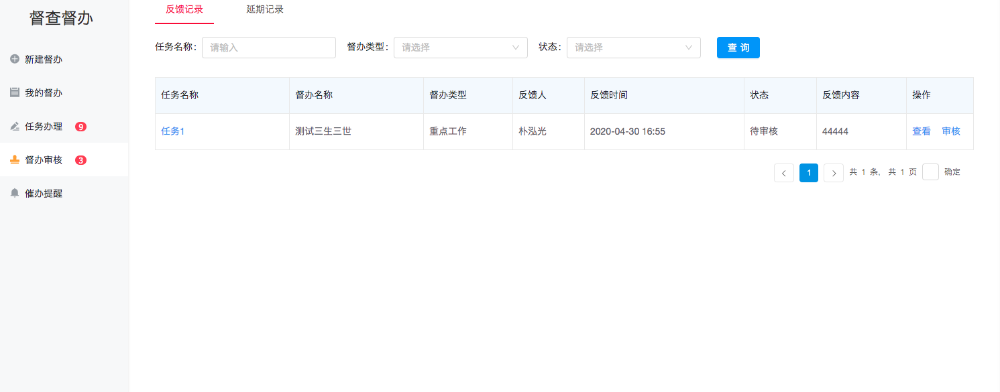 督查督办
新建督办
我的督办
任务办理 9
督办审核 3
催办提醒
反馈记录 延期记录
任务名称： 请输入 督办类型： 请选择 状态： 请选择 查 询
任务名称 督办名称 督办类型 反馈人 反馈时间 状态 反馈内容 操作
任务1 测试三生三世 重点工作 朴泓光 2020-04-30 16:55 待审核 44444 查看 审核
1 共 1 条, 共 1 页 确定